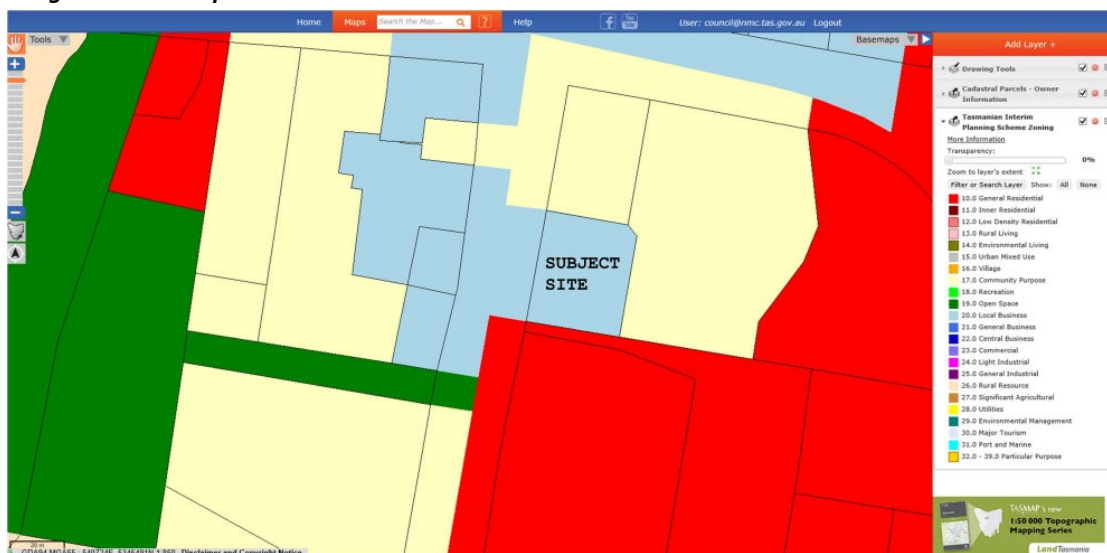 Home Maps Search the Map... ? Help f You Tube User: council@nmc.tas.gov.au Logout
Tools
Basemaps
Add Layer +
Drawing Tools
Cadastral Parcels - Owner
Information
Tasmanian Interim
Planning Scheme Zoning
More Information
Transparency:
0%
Zoom to layer's extent
Filter or Search Layer Show: All None
10.0 General Residential
11.0 Inner Residential
12.0 Low Density Residential
13.0 Rural Living
14.0 Environmental Living
15.0 Urban Mixed Use
16.0 Village
17.0 Community Purpose
18.0 Recreation
19.0 Open Space
20.0 Local Business
21.0 General Business
22.0 Central Business
23.0 Commercial
24.0 Light Industrial
25.0 General Industrial
26.0 Rural Resource
27.0 Significant Agricultural
28.0 Utilities
29.0 Environmental Management
30.0 Major Tourism
31.0 Port and Marine
32.0 - 39.0 Particular Purpose
SUBJECT
SITE
20 m
Disclaimer and Copyright Notice
TASMAP's new
1:50 000 Topographic
Mapping Series
LandTasmania